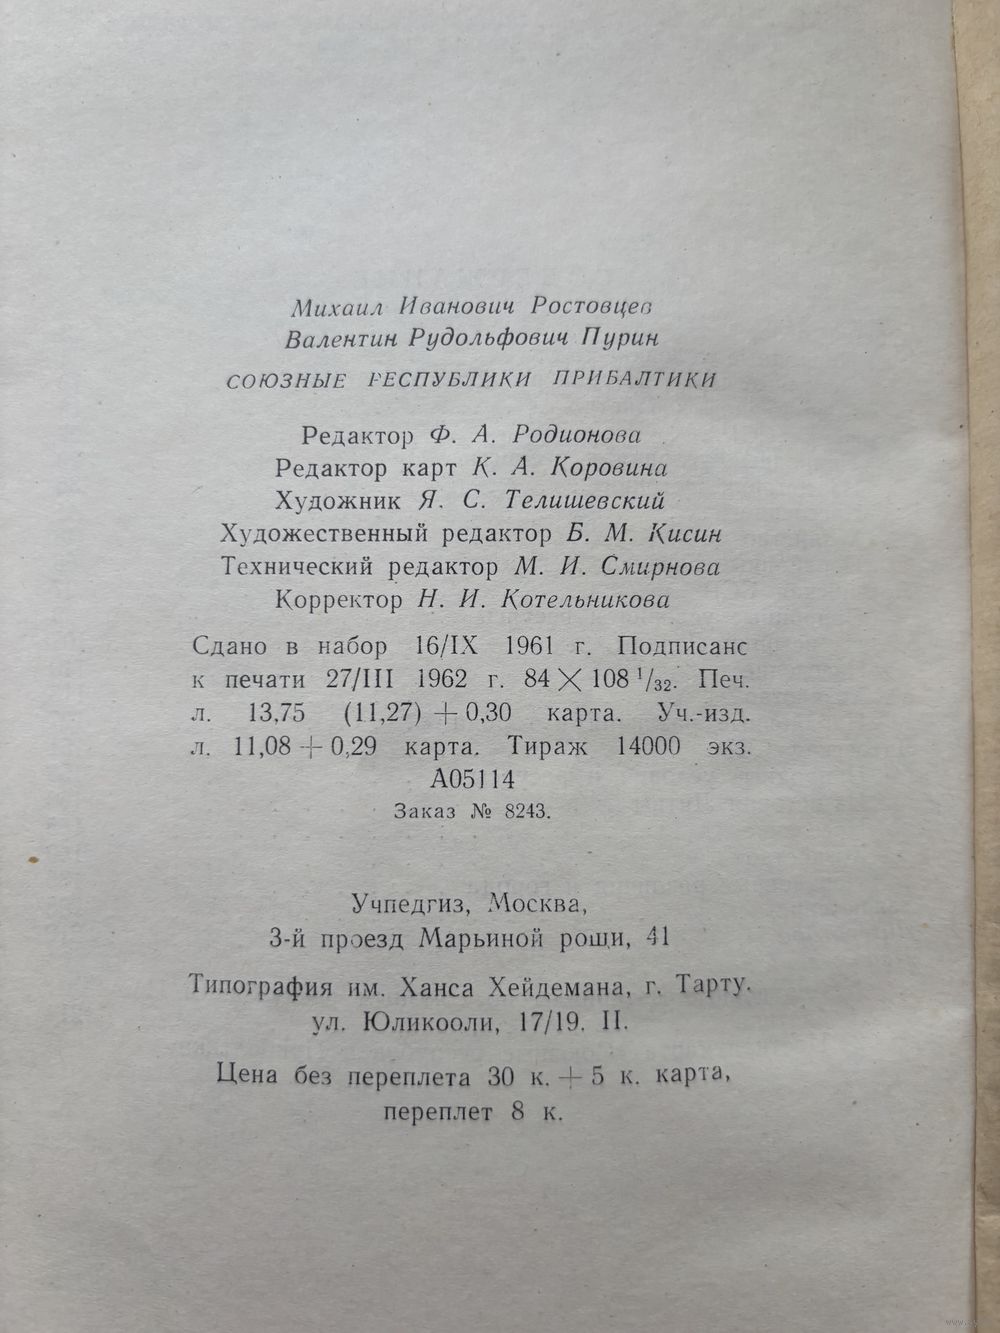 Михаил Иванович Ростовцев
Валентин Рудольфович Пурин
СОЮЗНЫЕ РЕСПУБЛИКИ ПРИБАЛТИКИ
Редактор Ф. А. Родионова
Редактор карт К. А. Коровина
Художник Я. С. Телишевский
Художественный редактор Б. М. Кисин
Технический редактор М. И. Смирнова
Корректор Н. И. Котельникова
Сдано в набор 16/IX 1961 г. Подписанс
к печати 27/III 1962 г. 84 × 108 1/32. Печ.
л. 13,75 (11,27) + 0,30 карта. Уч.-изд.
л. 11,08 + 0,29 карта. Тираж 14000 экз.
А05114
Заказ № 8243.
Учпедгиз, Москва,
3-й проезд Марьиной рощи, 41
Типография им. Ханса Хейдемана, г. Тарту.
ул. Юликооли, 17/19. II.
Цена без переплета 30 к. + 5 к. карта,
переплет 8 к.